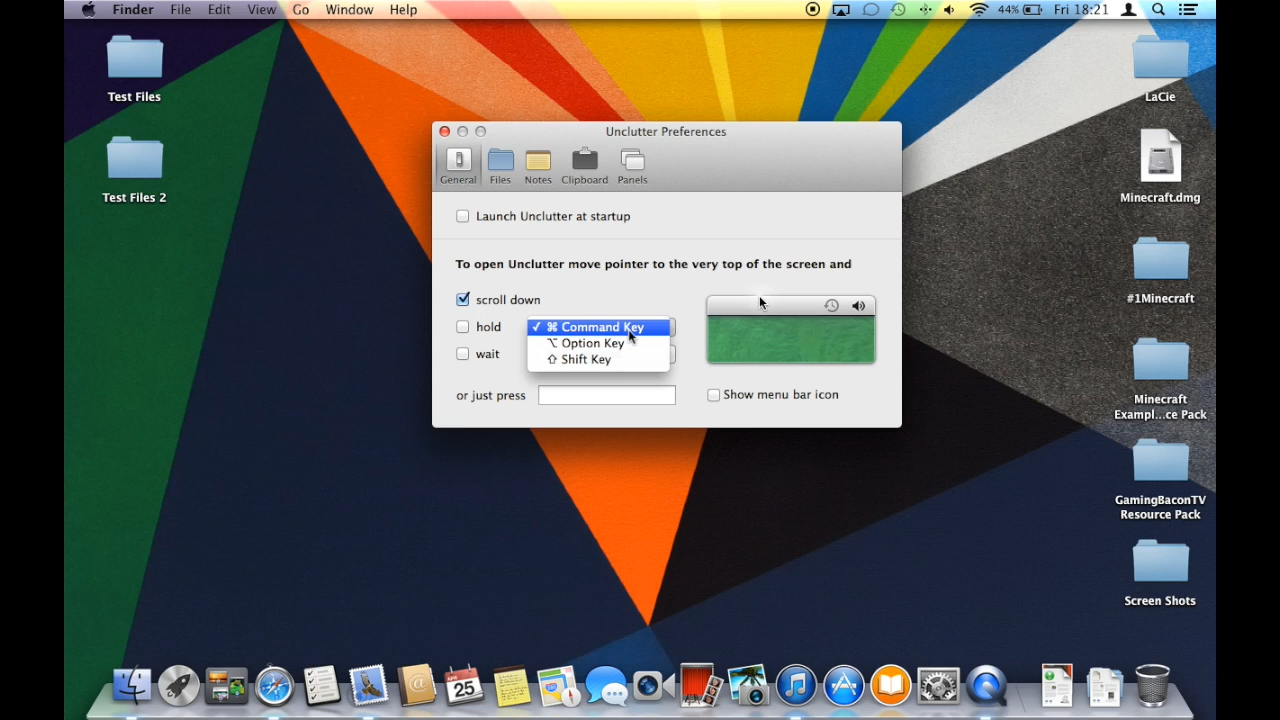 Finder File Edit View Go Window Help 44% Fri 18:21
Test Files
Test Files 2
LaCie
Minecraft.dmg
#1Minecraft
Minecraft
Exampl...ce Pack
GamingBaconTV
Resource Pack
Screen Shots
Unclutter Preferences
General Files Notes Clipboard Panels
Launch Unclutter at startup
To open Unclutter move pointer to the very top of the screen and
scroll down
hold ✓ ⌘ Command Key
⌥ Option Key
⇧ Shift Key
wait
or just press
Show menu bar icon
25